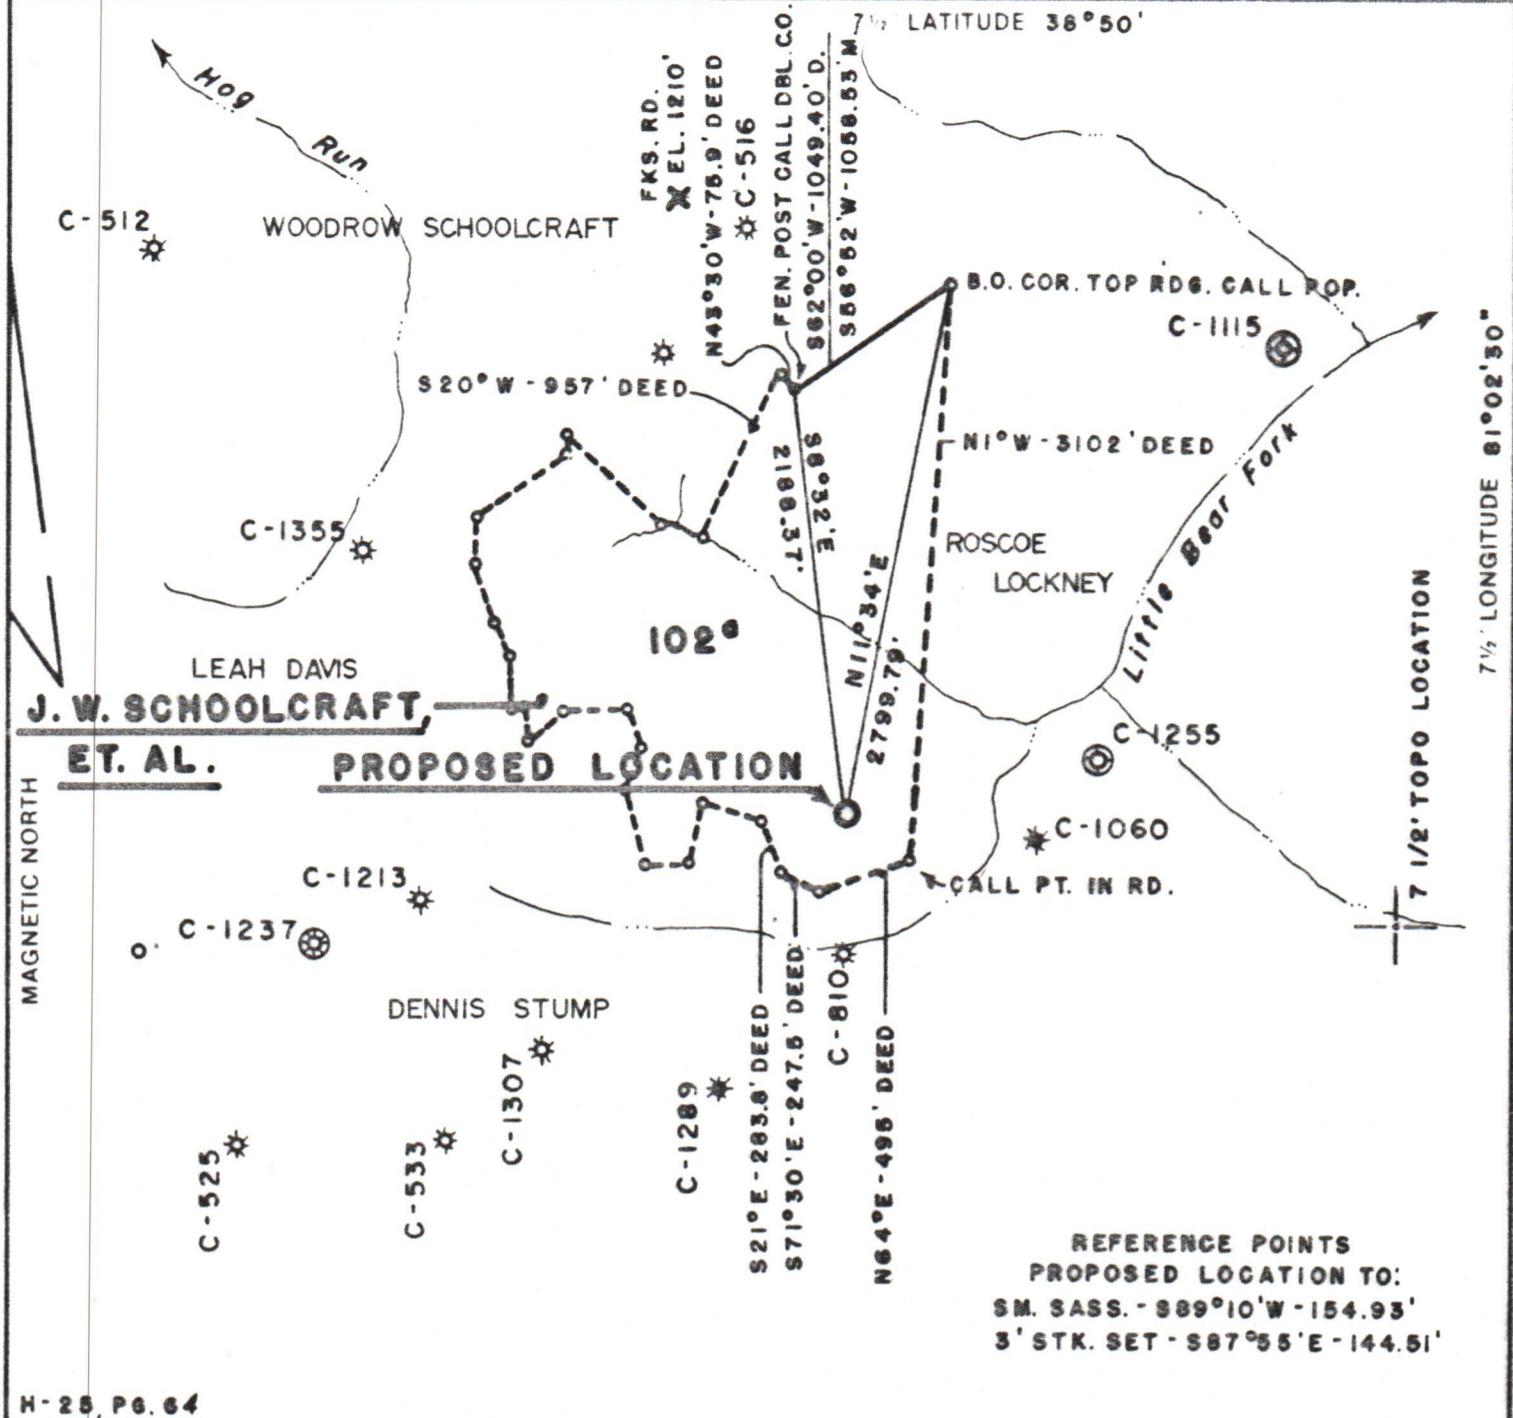 7½' LATITUDE 38°50'
Hog Run
FKS. RD.
EL. 1210'
N43°30'W-75.9' DEED
C-516
FEN. POST CALL DBL. C.O.
S62°00'W-1049.40' D.
S56°52'W-1058.53' M.
C-512
WOODROW SCHOOLCRAFT
B.O. COR. TOP RDG. CALL POP.
C-1115
7½' LONGITUDE 81°02'30"
S20°W-957' DEED
N1°W-3102' DEED
S8°32'E
2188.37'
Little Bear Fork
C-1355
ROSCOE
LOCKNEY
N11°34'E
2799.79'
102
LEAH DAVIS
J. W. SCHOOLCRAFT
ET. AL.
PROPOSED LOCATION
C-1255
7 1/2' TOPO LOCATION
MAGNETIC NORTH
C-1060
C-1213
CALL PT. IN RD.
C-1237
DENNIS STUMP
C-810
C-1307
C-1289
S21°E-283.8' DEED
S71°30'E-247.5' DEED
N64°E-495' DEED
C-525
C-533
REFERENCE POINTS
PROPOSED LOCATION TO:
SM. SASS. - S89°10'W-154.93'
3' STK. SET - S87°55'E-144.51'
H-25, PG. 64